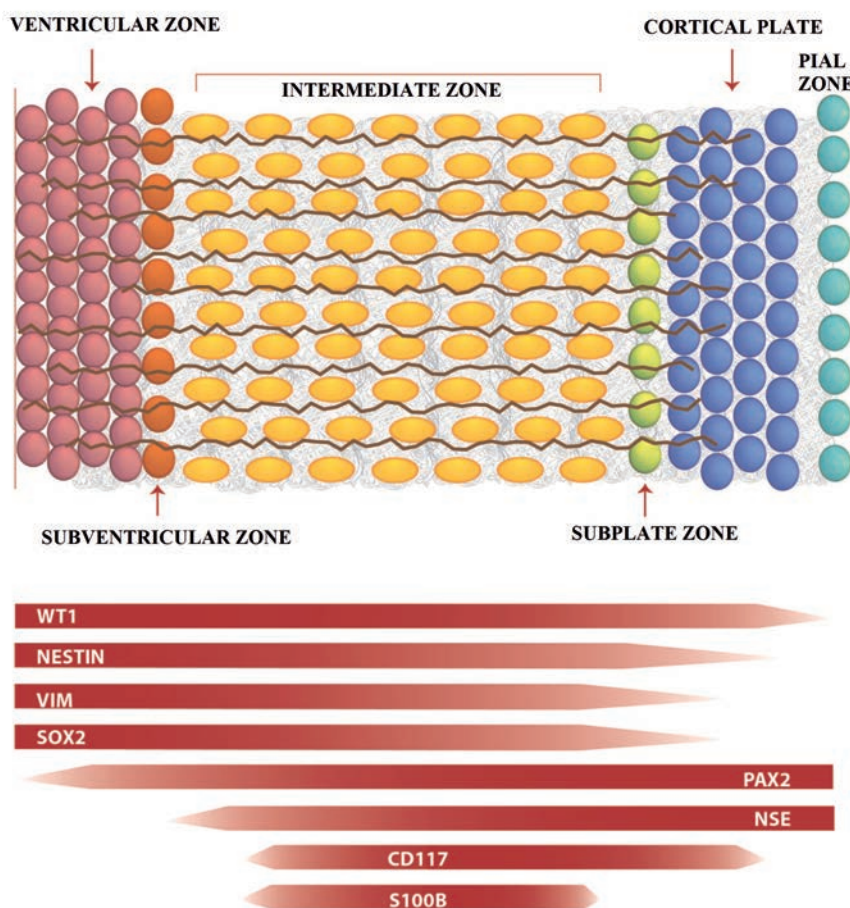 VENTRICULAR ZONE
CORTICAL PLATE
PIAL
ZONE
INTERMEDIATE ZONE
SUBVENTRICULAR ZONE
SUBPLATE ZONE
WT1
NESTIN
VIM
SOX2
PAX2
NSE
CD117
S100B